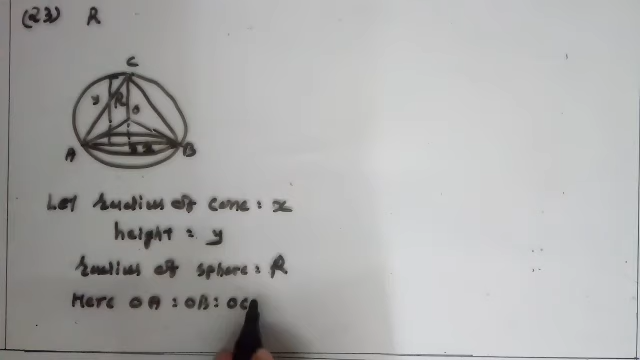 (23) R
C
y R
O
x
A B
Let radius of cone = x
height = y
radius of sphere = R
Here OA = OB = OC